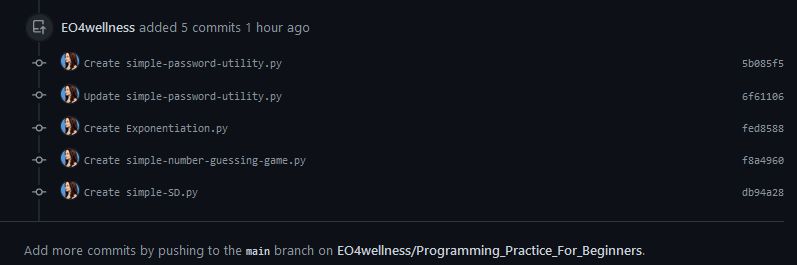 EO4wellness added 5 commits 1 hour ago
Create simple-password-utility.py 5b085f5
Update simple-password-utility.py 6f61106
Create Exponentiation.py fed8588
Create simple-number-guessing-game.py f8a4960
Create simple-SD.py db94a28
Add more commits by pushing to the main branch on EO4wellness/Programming_Practice_For_Beginners.